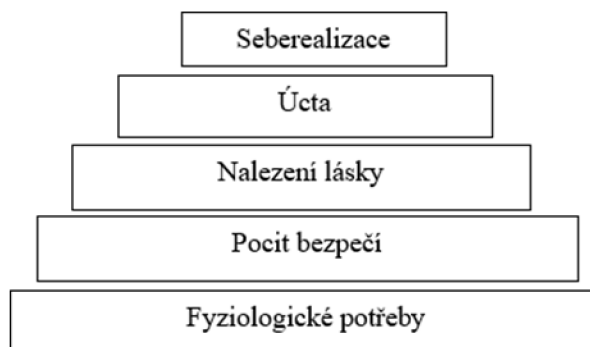 Seberealizace
Úcta
Nalezení lásky
Pocit bezpečí
Fyziologické potřeby